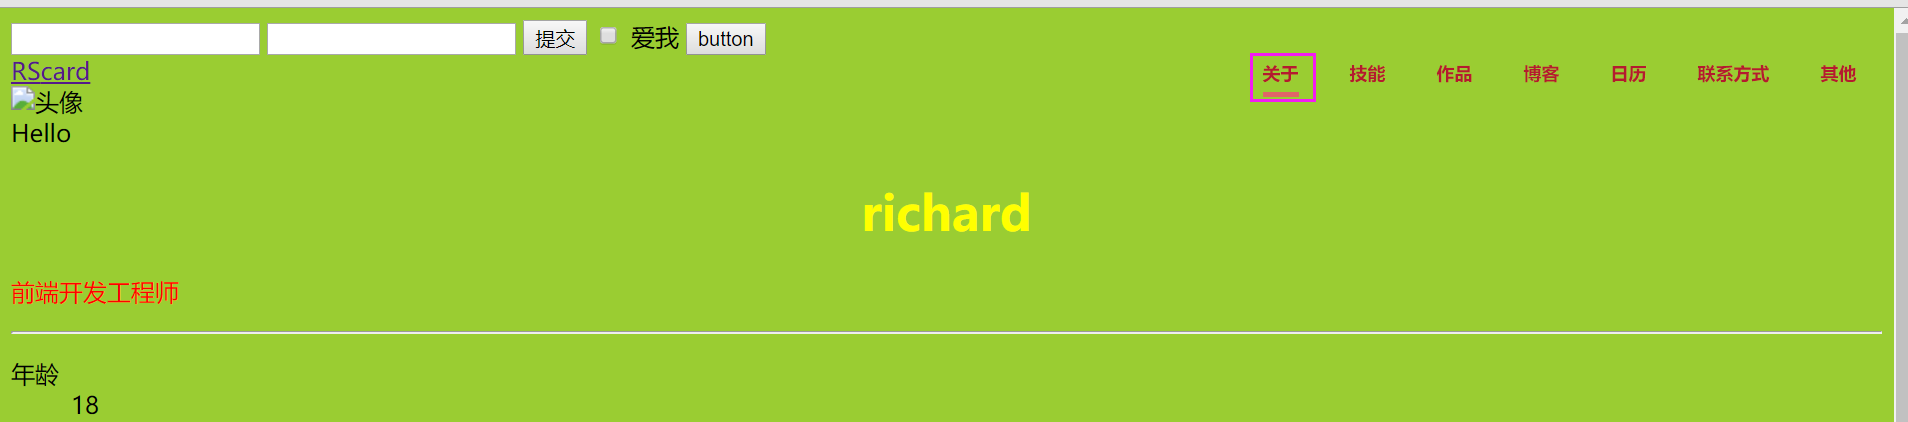 提交 爱我 button
RScard 关于 技能 作品 博客 日历 联系方式 其他
头像
Hello
richard
前端开发工程师
年龄
18